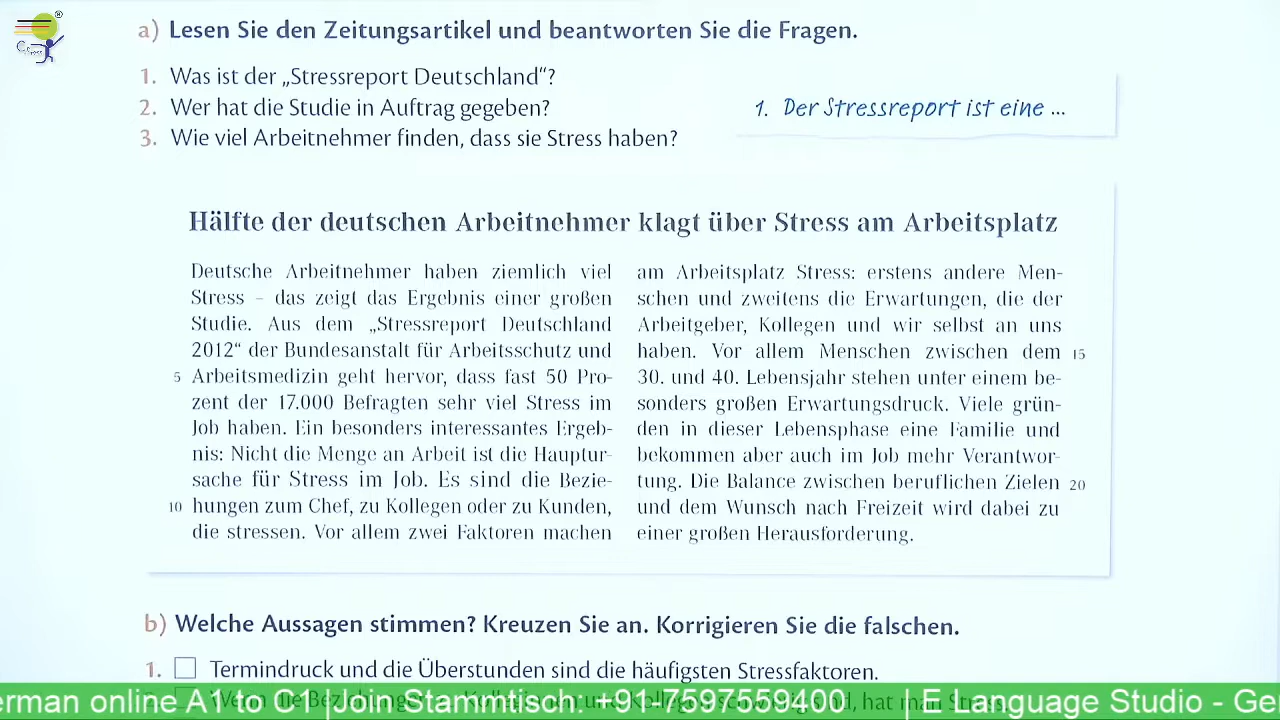 a) Lesen Sie den Zeitungsartikel und beantworten Sie die Fragen.
1. Was ist der „Stressreport Deutschland“?
2. Wer hat die Studie in Auftrag gegeben?
3. Wie viel Arbeitnehmer finden, dass sie Stress haben?
1. Der Stressreport ist eine ...
Hälfte der deutschen Arbeitnehmer klagt über Stress am Arbeitsplatz
Deutsche Arbeitnehmer haben ziemlich viel
Stress – das zeigt das Ergebnis einer großen
Studie. Aus dem „Stressreport Deutschland
2012“ der Bundesanstalt für Arbeitsschutz und
5 Arbeitsmedizin geht hervor, dass fast 50 Pro-
zent der 17.000 Befragten sehr viel Stress im
Job haben. Ein besonders interessantes Ergeb-
nis: Nicht die Menge an Arbeit ist die Hauptur-
sache für Stress im Job. Es sind die Bezie-
10 hungen zum Chef, zu Kollegen oder zu Kunden,
die stressen. Vor allem zwei Faktoren machen
am Arbeitsplatz Stress: erstens andere Men-
schen und zweitens die Erwartungen, die der
Arbeitgeber, Kollegen und wir selbst an uns
haben. Vor allem Menschen zwischen dem 15
30. und 40. Lebensjahr stehen unter einem be-
sonders großen Erwartungsdruck. Viele grün-
den in dieser Lebensphase eine Familie und
bekommen aber auch im Job mehr Verantwor-
tung. Die Balance zwischen beruflichen Zielen 20
und dem Wunsch nach Freizeit wird dabei zu
einer großen Herausforderung.
b) Welche Aussagen stimmen? Kreuzen Sie an. Korrigieren Sie die falschen.
1. Termindruck und die Überstunden sind die häufigsten Stressfaktoren.
erman online A1 to C1 |John Stammtisch: +91 7597559400 | E Language Studio - Ge